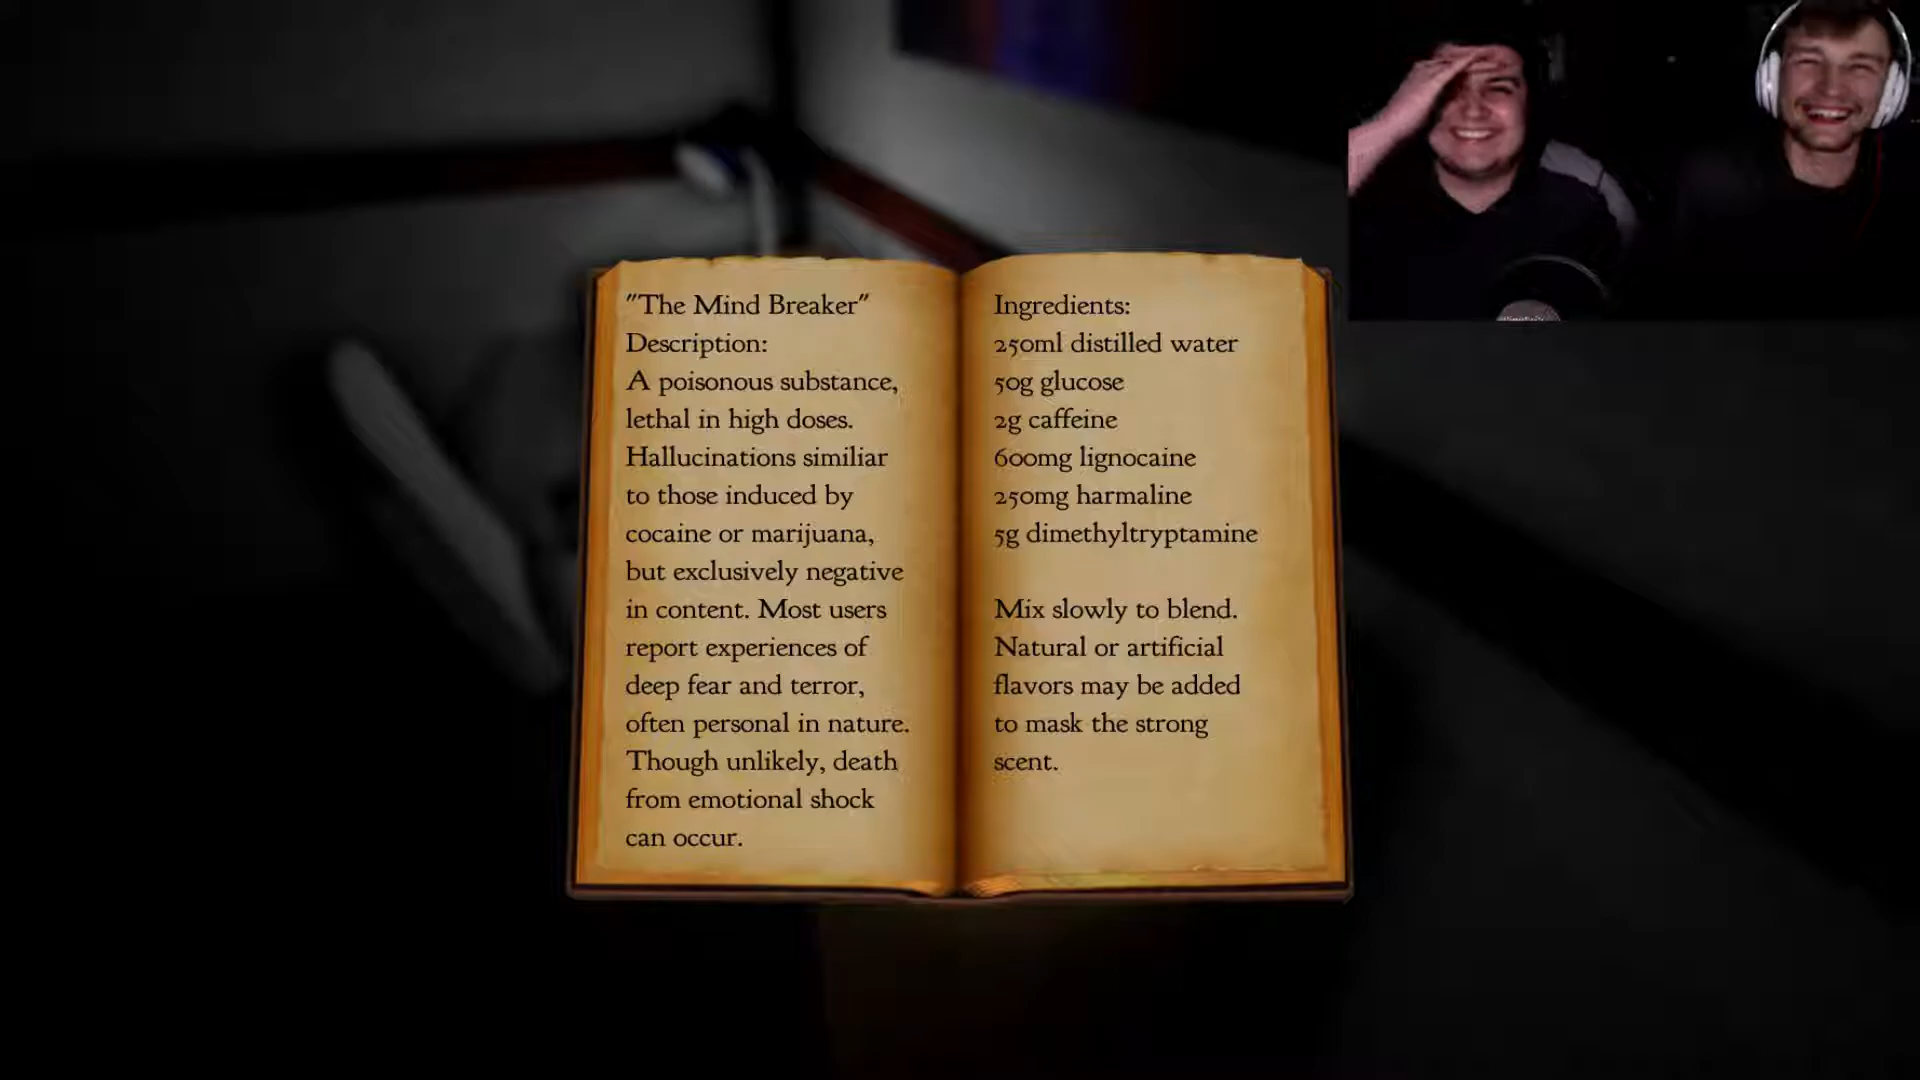 "The Mind Breaker"
Description:
A poisonous substance,
lethal in high doses.
Hallucinations similiar
to those induced by
cocaine or marijuana,
but exclusively negative
in content. Most users
report experiences of
deep fear and terror,
often personal in nature.
Though unlikely, death
from emotional shock
can occur.
Ingredients:
250ml distilled water
50g glucose
2g caffeine
600mg lignocaine
250mg harmaline
5g dimethyltryptamine
Mix slowly to blend.
Natural or artificial
flavors may be added
to mask the strong
scent.